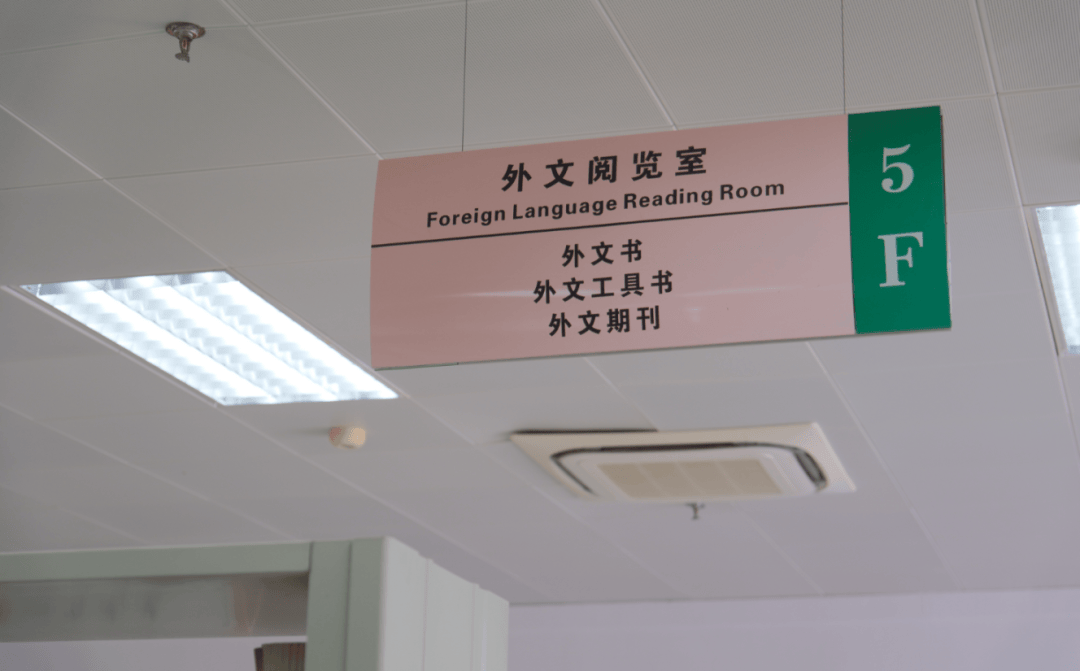 外文阅览室
Foreign Language Reading Room
外文书
外文工具书
外文期刊
5
F